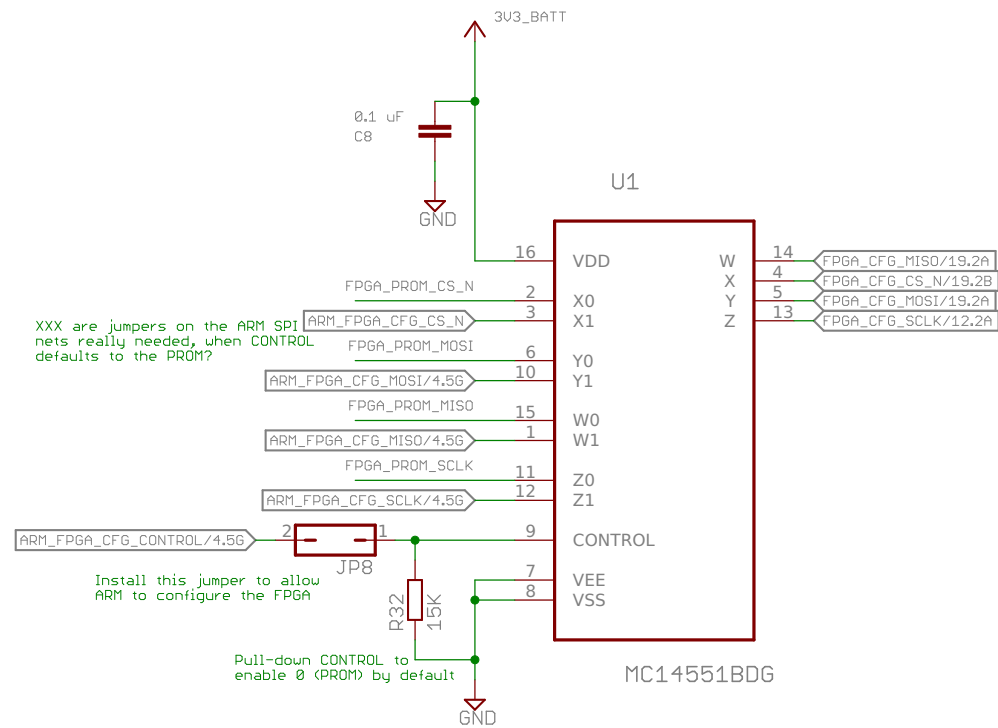 3V3_BATT
0.1 uF
C8
GND
U1
16 VDD
W 14 FPGA_CFG_MISO/19.2A
X 4 FPGA_CFG_CS_N/19.2B
Y 5 FPGA_CFG_MOSI/19.2A
Z 13 FPGA_CFG_SCLK/12.2A
FPGA_PROM_CS_N 2 X0
ARM_FPGA_CFG_CS_N 3 X1
XXX are jumpers on the ARM SPI
nets really needed, when CONTROL
defaults to the PROM?
FPGA_PROM_MOSI 6 Y0
ARM_FPGA_CFG_MOSI/4.5G 10 Y1
FPGA_PROM_MISO 15 W0
ARM_FPGA_CFG_MISO/4.5G 1 W1
FPGA_PROM_SCLK 11 Z0
ARM_FPGA_CFG_SCLK/4.5G 12 Z1
ARM_FPGA_CFG_CONTROL/4.5G 2 1 9 CONTROL
JP8
Install this jumper to allow
ARM to configure the FPGA
7 VEE
8 VSS
R32
15K
Pull-down CONTROL to
enable 0 (PROM) by default
MC14551BDG
GND